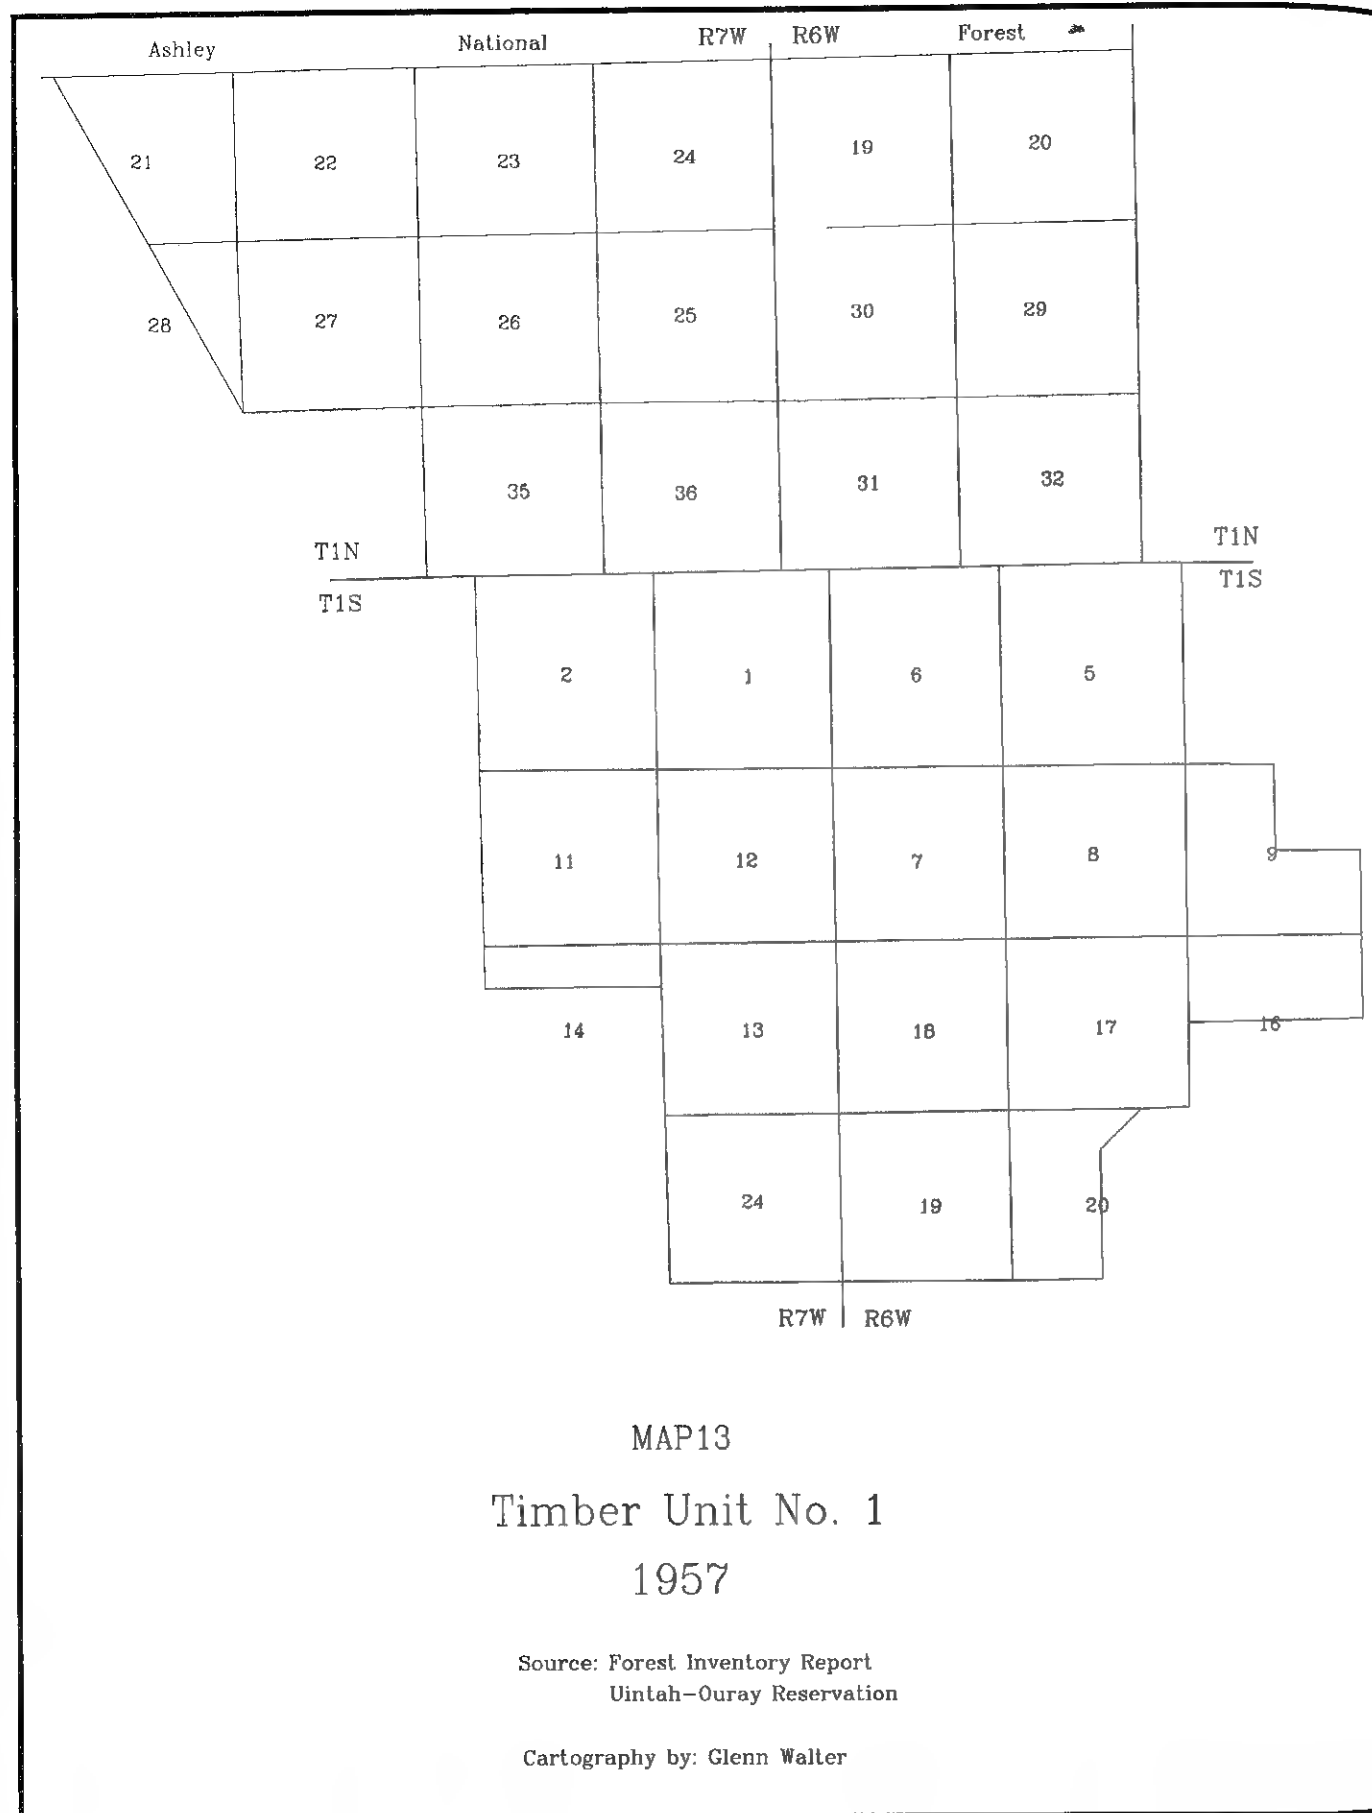 Ashley National R7W R6W Forest
21 22 23 24 19 20
28 27 26 25 30 29
35 36 31 32
T1N T1N
T1S T1S
2 1 6 5
11 12 7 8 9
14 13 18 17 16
24 19 20
R7W R6W
MAP13
Timber Unit No. 1
1957
Source: Forest Inventory Report
Uintah-Ouray Reservation
Cartography by: Glenn Walter